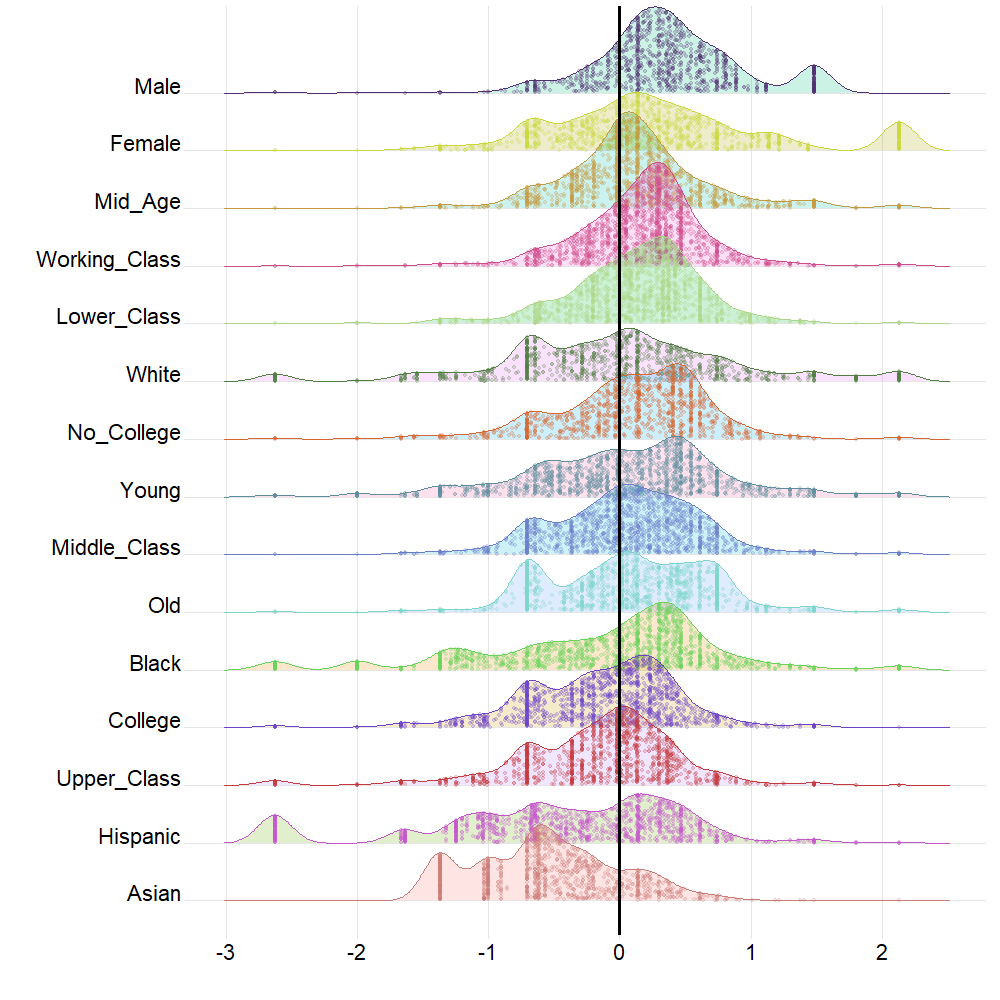 Male
Female
Mid_Age
Working_Class
Lower_Class
White
No_College
Young
Middle_Class
Old
Black
College
Upper_Class
Hispanic
Asian
-3 -2 -1 0 1 2